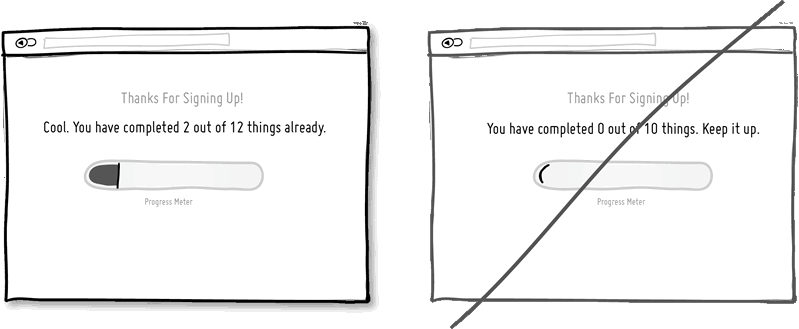 Thanks For Signing Up!
Cool. You have completed 2 out of 12 things already.
Progress Meter
Thanks For Signing Up!
You have completed 0 out of 10 things. Keep it up.
Progress Meter